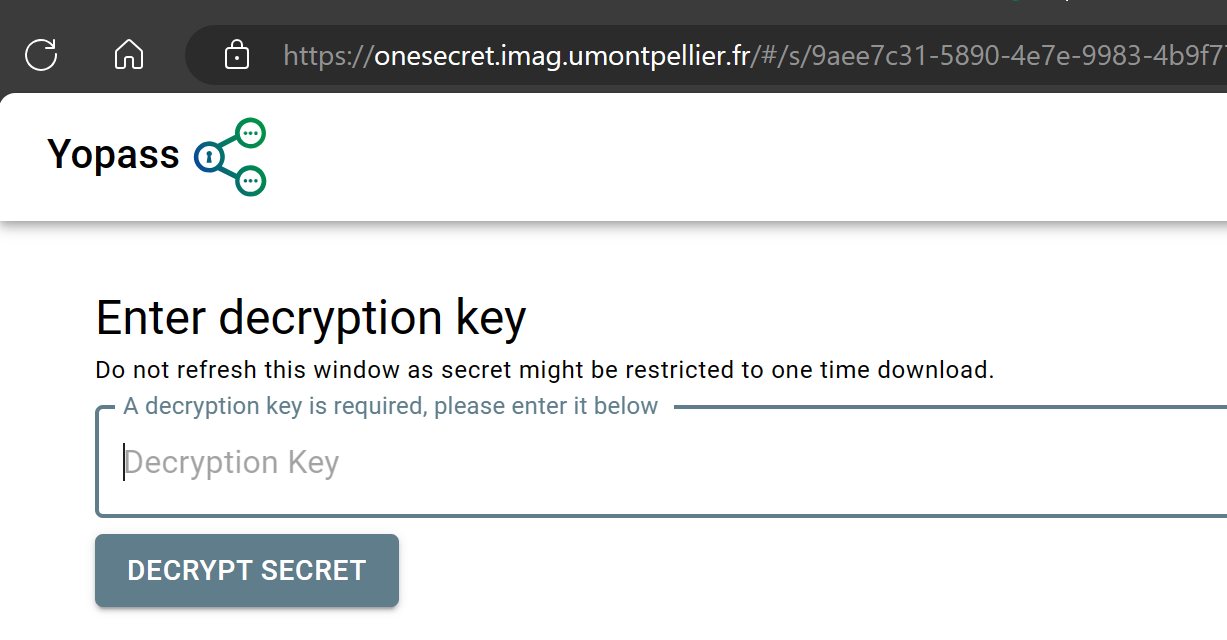 https://onesecret.imag.umontpellier.fr/#/s/9aee7c31-5890-4e7e-9983-4b9f7
Yopass
Enter decryption key
Do not refresh this window as secret might be restricted to one time download.
A decryption key is required, please enter it below
Decryption Key
DECRYPT SECRET